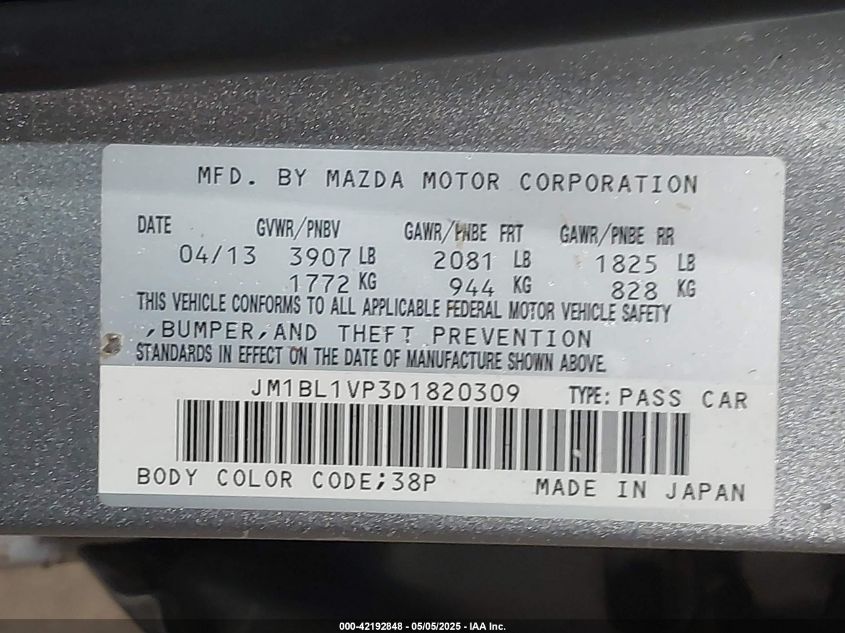 MFD. BY MAZDA MOTOR CORPORATION
DATE GVWR/PNBV GAWR/PNBE FRT GAWR/PNBE RR
04/13 3907 LB 2081 LB 1825 LB
1772 KG 944 KG 828 KG
THIS VEHICLE CONFORMS TO ALL APPLICABLE FEDERAL MOTOR VEHICLE SAFETY
,BUMPER,AND THEFT PREVENTION
STANDARDS IN EFFECT ON THE DATE OF MANUFACTURE SHOWN ABOVE.
JM1BL1VP3D1820309 TYPE: PASS CAR
BODY COLOR CODE;38P MADE IN JAPAN
000-42192848 - 05/05/2025 - IAA Inc.